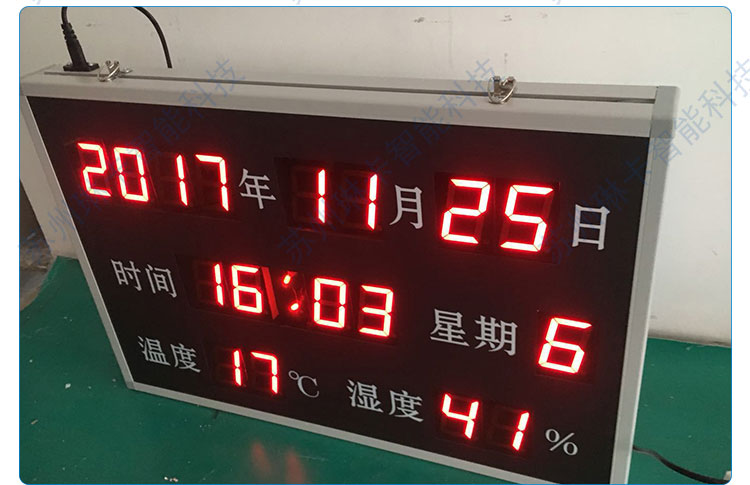 2017年 11月25日
时间 16:03 星期 6
温度 17℃ 湿度 41%